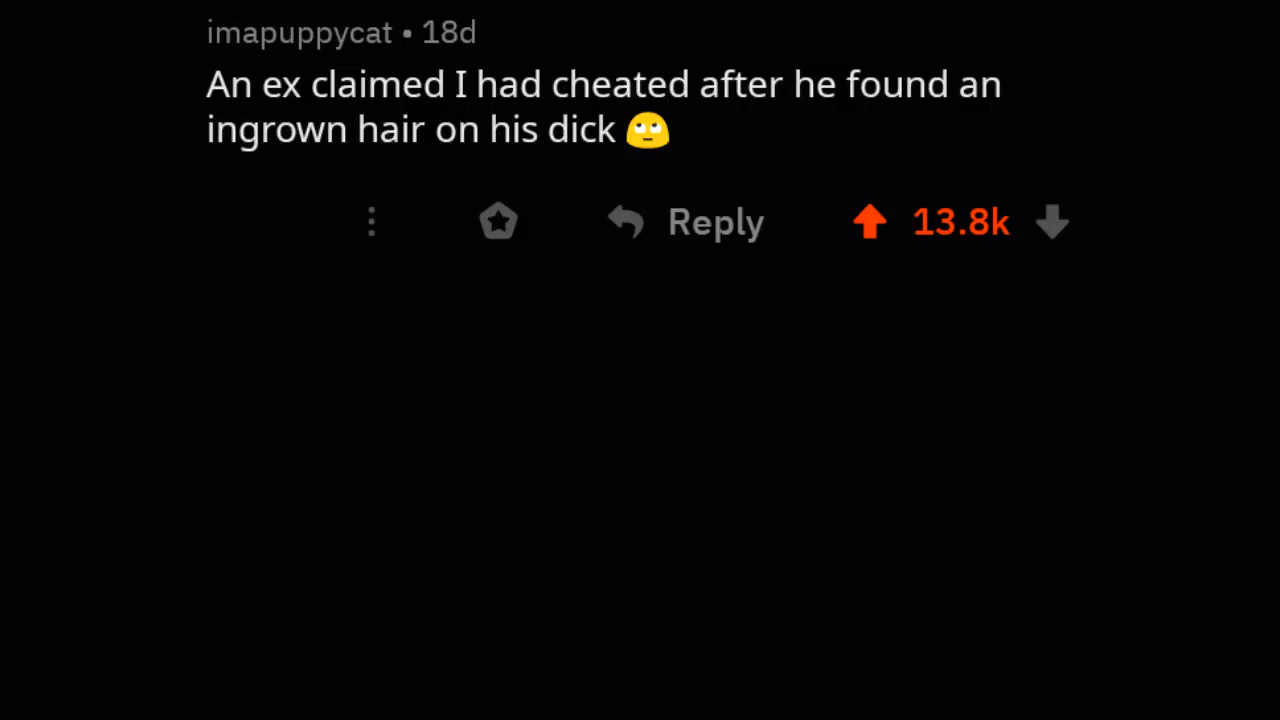 imapuppycat • 18d
An ex claimed I had cheated after he found an
ingrown hair on his dick 🙄
Reply 13.8k